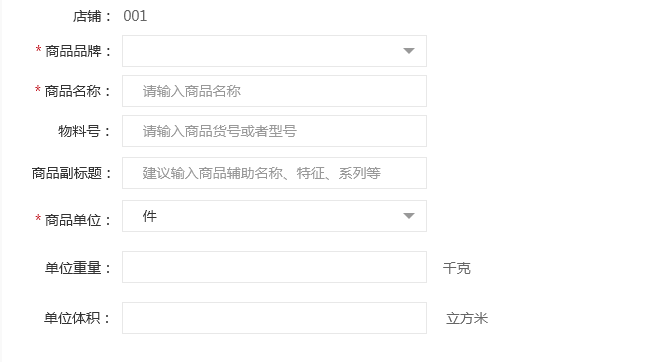 店铺： 001
* 商品品牌：
* 商品名称： 请输入商品名称
物料号： 请输入商品货号或者型号
商品副标题： 建议输入商品辅助名称、特征、系列等
* 商品单位： 件
单位重量： 千克
单位体积： 立方米